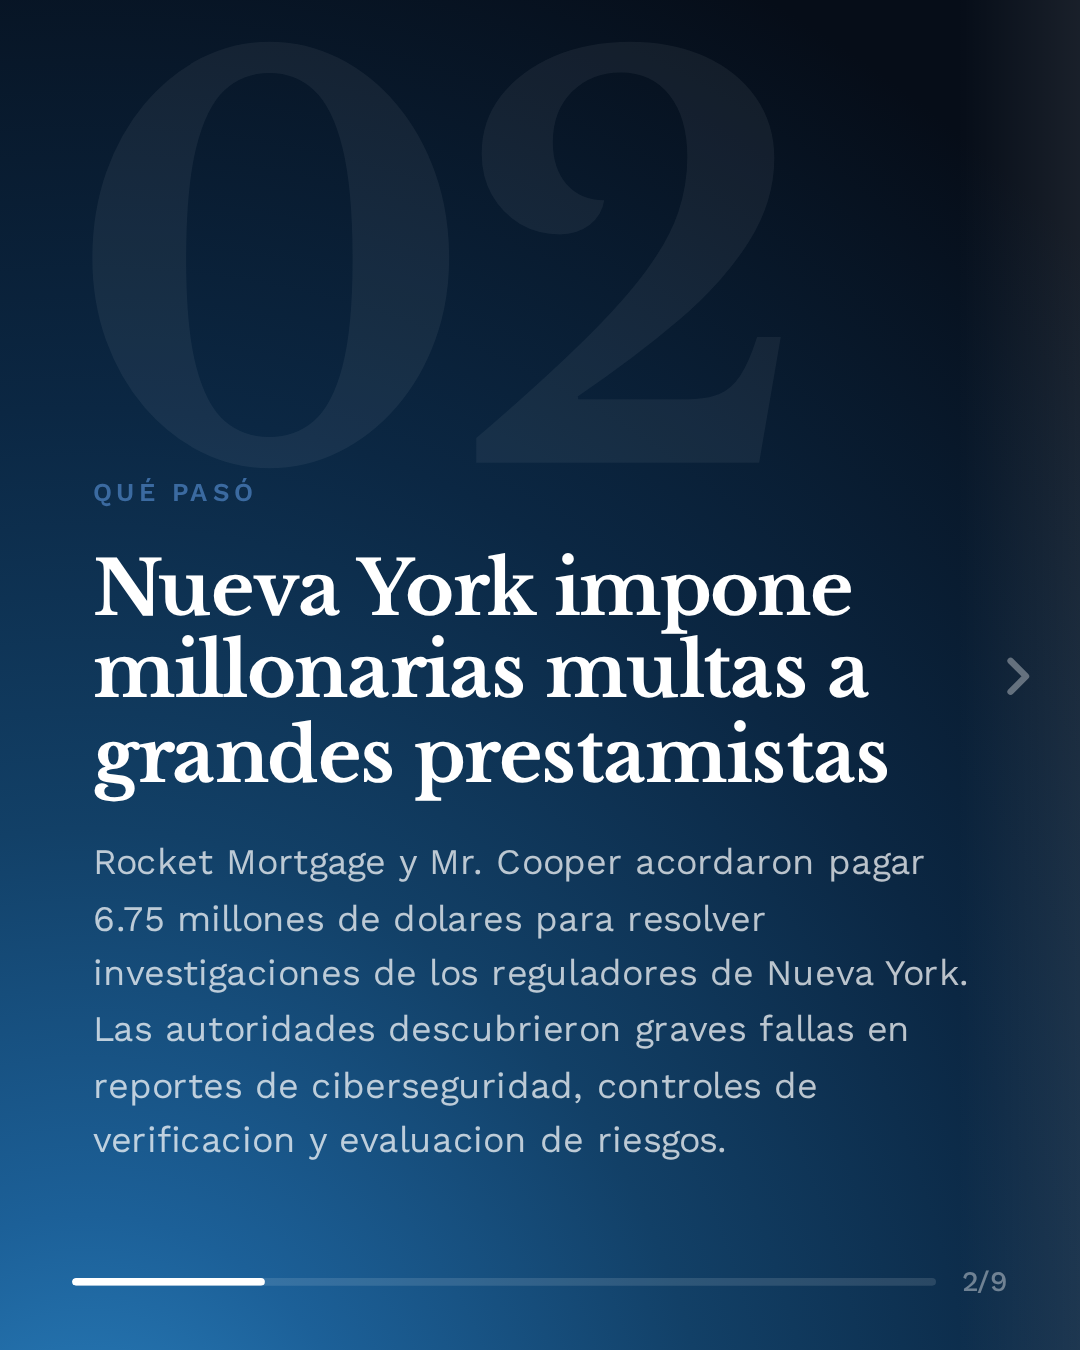 02
QUÉ PASÓ
Nueva York impone
millonarias multas a
grandes prestamistas
Rocket Mortgage y Mr. Cooper acordaron pagar
6.75 millones de dolares para resolver
investigaciones de los reguladores de Nueva York.
Las autoridades descubrieron graves fallas en
reportes de ciberseguridad, controles de
verificacion y evaluacion de riesgos.
2/9